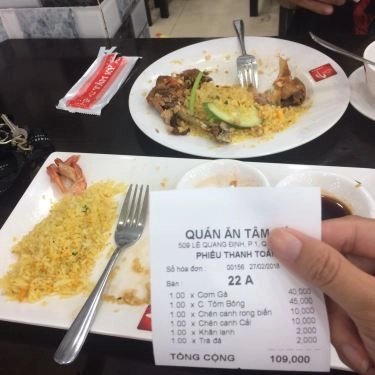 QUÁN ĂN TÂM
509 LÊ QUANG ĐỊNH, P 1, Q
PHIẾU THANH TOÁN
Số hóa đơn : 00156 27/02/2018
Bàn : 22 A
1.00 x Cơm Gà 40,000
1.00 x C. Tôm Bông 45,000
1.00 x Chén canh rong biển 10,000
1.00 x Chén canh Cải 10,000
1.00 x Khăn lanh 2,000
1.00 x Trà đá 2,000
TỔNG CỘNG 109,000